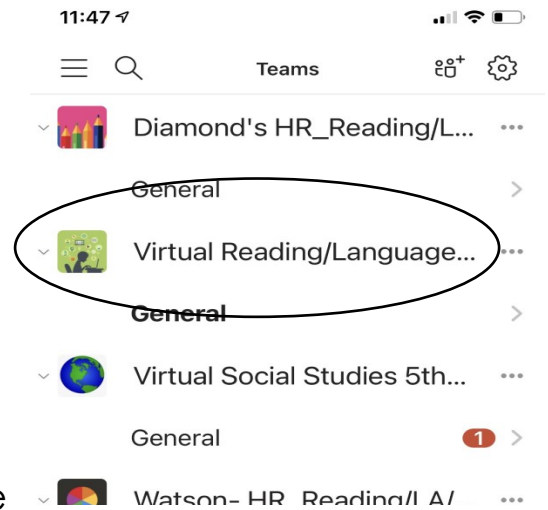 11:47
Teams
Diamond's HR_Reading/L...
General
Virtual Reading/Language...
General
Virtual Social Studies 5th...
General
1
e
Watson- HR_Reading/LA/...